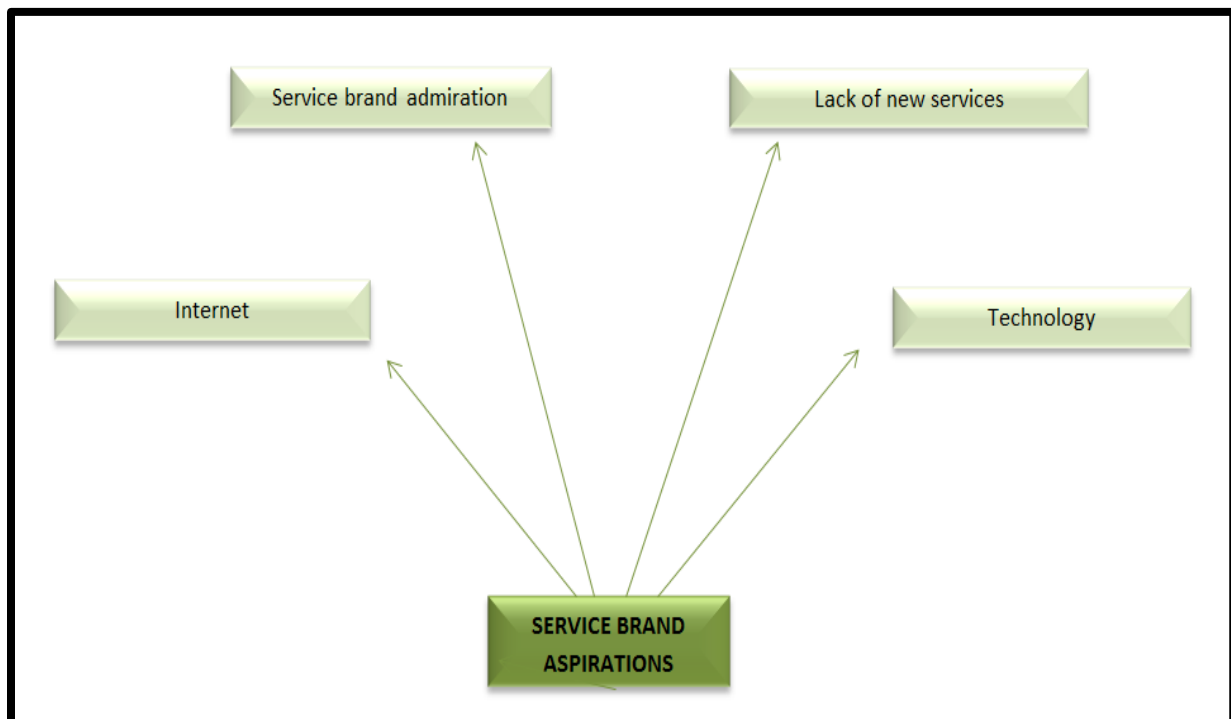 Service brand admiration
Lack of new services
Internet
Technology
SERVICE BRAND
ASPIRATIONS